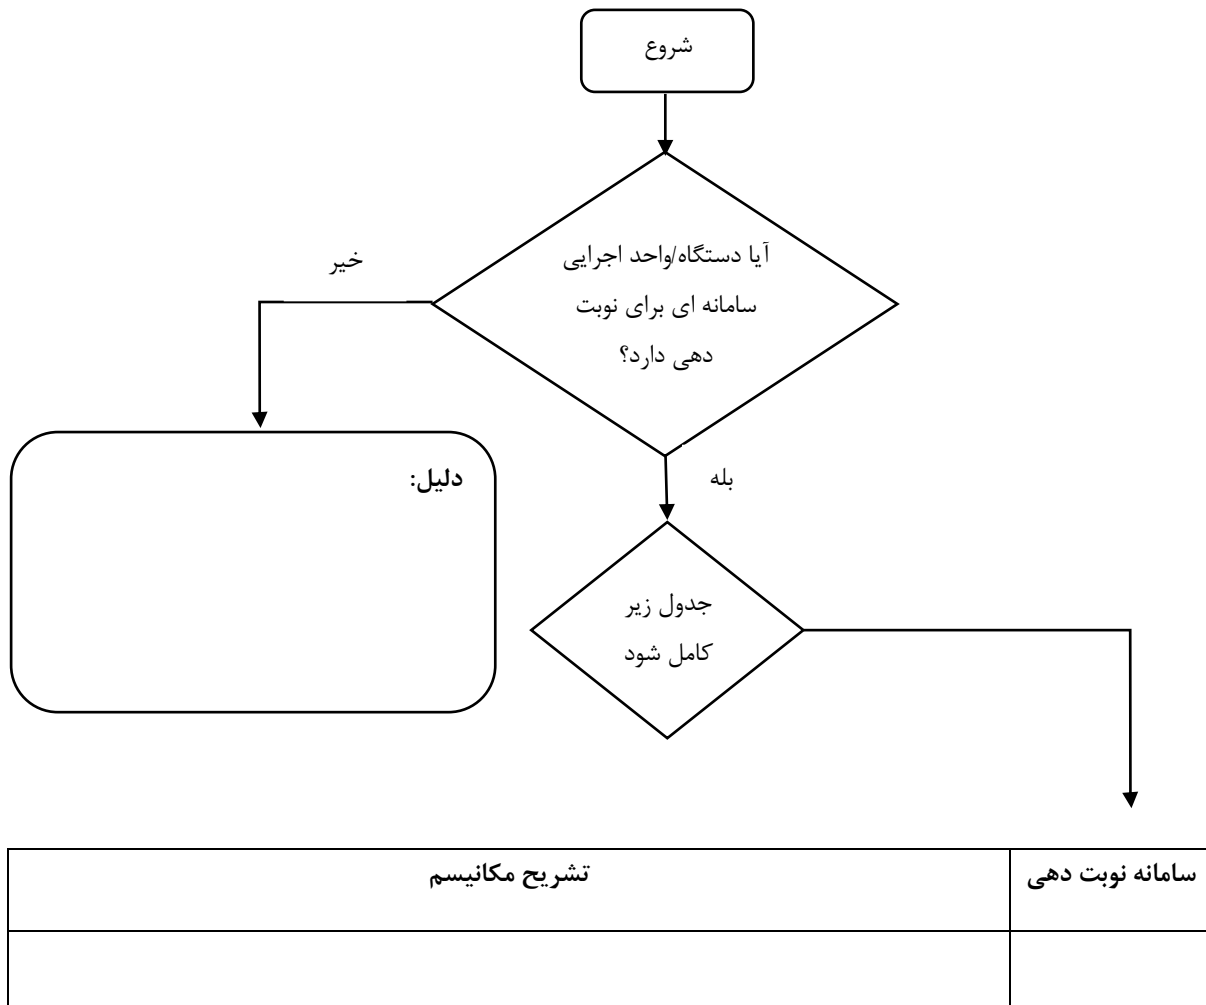 شروع
آیا دستگاه/واحد اجرایی
سامانه ای برای نوبت
دهی دارد؟
خیر
بله
دلیل:
جدول زیر
کامل شود
سامانه نوبت دهی
تشریح مکانیسم